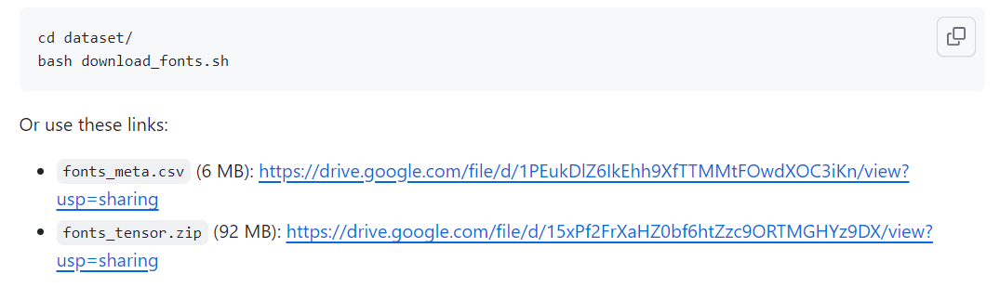 cd dataset/
bash download_fonts.sh
Or use these links:
• fonts_meta.csv (6 MB): https://drive.google.com/file/d/1PEukDlZ6IkEhh9XfTTMMtFOwdXOC3iKn/view?
usp=sharing
• fonts_tensor.zip (92 MB): https://drive.google.com/file/d/15xPf2FrXaHZ0bf6htZzc9ORTMGHYz9DX/view?
usp=sharing